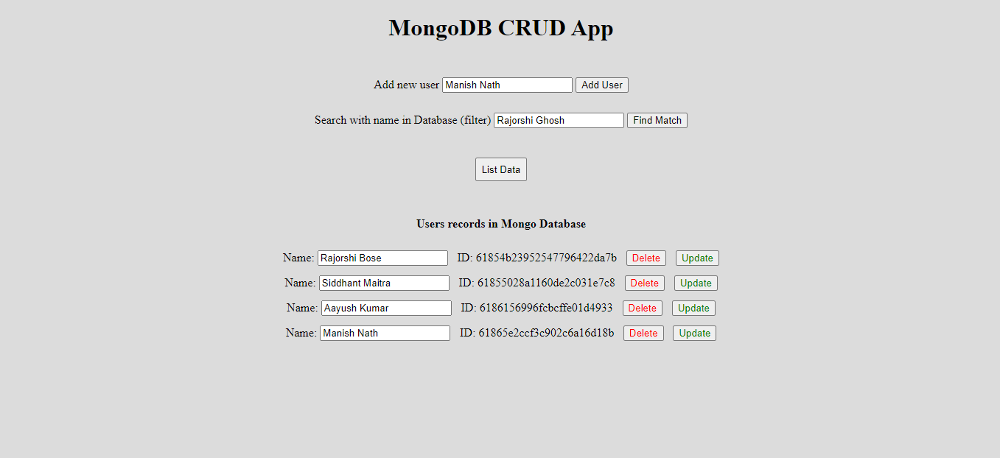 MongoDB CRUD App
Add new user Manish Nath Add User
Search with name in Database (filter) Rajorshi Ghosh Find Match
List Data
Users records in Mongo Database
Name: Rajorshi Bose ID: 61854b23952547796422da7b Delete Update
Name: Siddhant Maitra ID: 61855028a1160de2c031e7c8 Delete Update
Name: Aayush Kumar ID: 6186156996fcbcffe01d4933 Delete Update
Name: Manish Nath ID: 61865e2ccf3c902c6a16d18b Delete Update